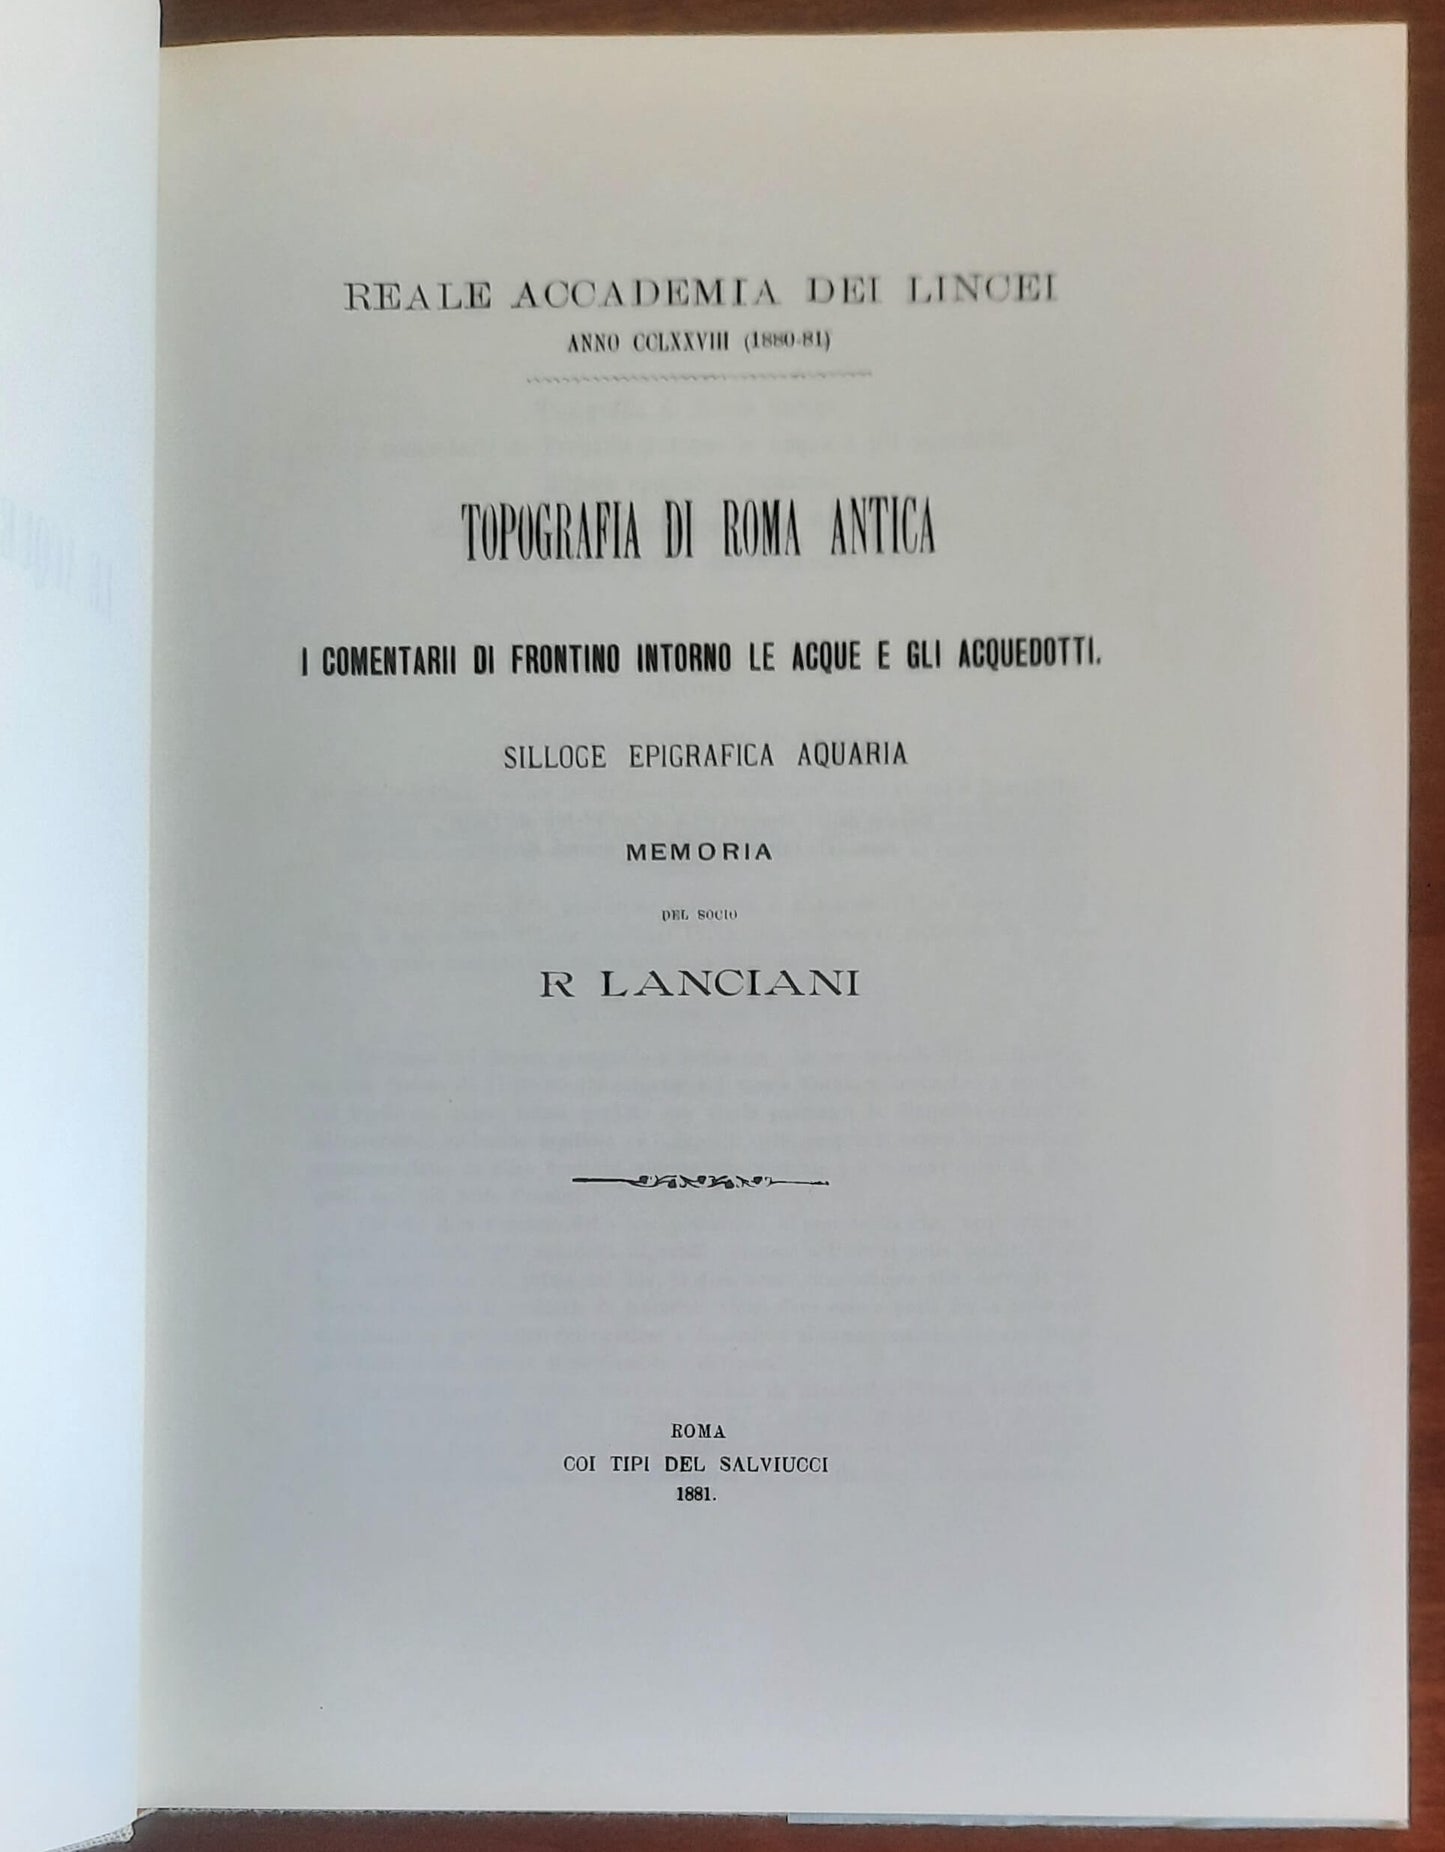 REALE ACCADEMIA DEI LINCEI
ANNO CCLXXVIII (1880-81)
TOPOGRAFIA DI ROMA ANTICA
I COMENTARII DI FRONTINO INTORNO LE ACQUE E GLI ACQUEDOTTI.
SILLOGE EPIGRAFICA AQUARIA
MEMORIA
DEL SOCIO
R LANCIANI
ROMA
COI TIPI DEL SALVIUCCI
1881.